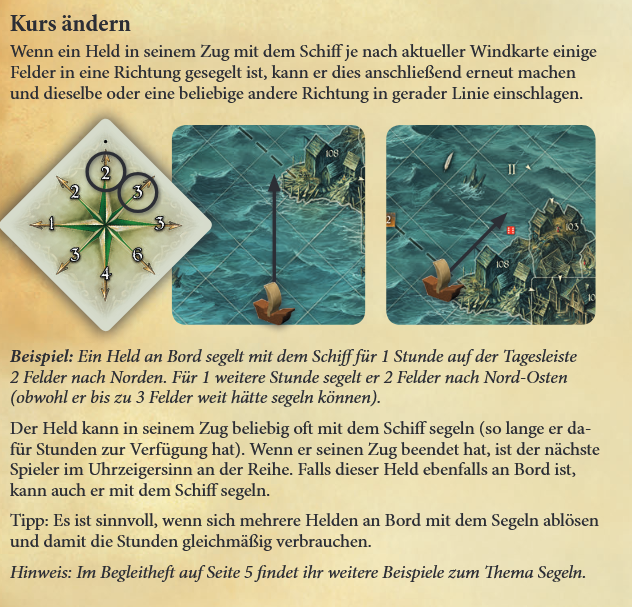 Kurs ändern
Wenn ein Held in seinem Zug mit dem Schiff je nach aktueller Windkarte einige
Felder in eine Richtung gesegelt ist, kann er dies anschließend erneut machen
und dieselbe oder eine beliebige andere Richtung in gerader Linie einschlagen.
2
3
3
6
4
3
1
2
108
2
II
108
103
10
Beispiel: Ein Held an Bord segelt mit dem Schiff für 1 Stunde auf der Tagesleiste
2 Felder nach Norden. Für 1 weitere Stunde segelt er 2 Felder nach Nord-Osten
(obwohl er bis zu 3 Felder weit hätte segeln können).
Der Held kann in seinem Zug beliebig oft mit dem Schiff segeln (so lange er da-
für Stunden zur Verfügung hat). Wenn er seinen Zug beendet hat, ist der nächste
Spieler im Uhrzeigersinn an der Reihe. Falls dieser Held ebenfalls an Bord ist,
kann auch er mit dem Schiff segeln.
Tipp: Es ist sinnvoll, wenn sich mehrere Helden an Bord mit dem Segeln ablösen
und damit die Stunden gleichmäßig verbrauchen.
Hinweis: Im Begleitheft auf Seite 5 findet ihr weitere Beispiele zum Thema Segeln.